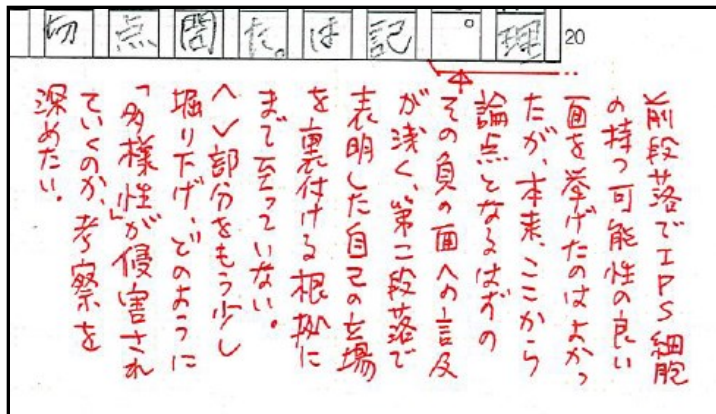 20
理
。
記
は
た。
点
切
前段落でIPS細胞
の持つ可能性の良い
面を挙げたのはよかっ
たが、本来、ここから
論点となるはずの
その負の面への言及
が浅く、第二段落で
表明した自己の立場
を裏付ける根拠に
まで至っていない。
〈〉部分をもう少し
掘り下げ、どのように
「多様性」が侵害され
ていくのか、考察を
深めたい。